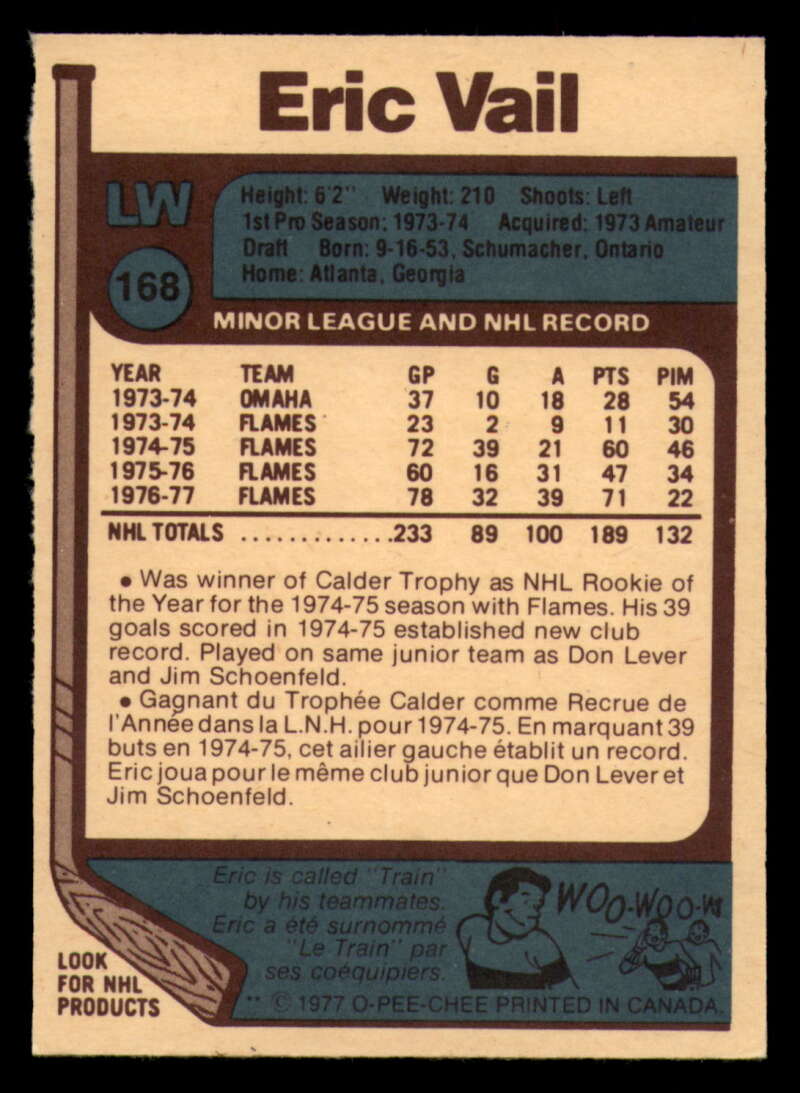 Eric Vail
LW
168
Height: 6'2" Weight: 210 Shoots: Left
1st Pro Season: 1973-74 Acquired: 1973 Amateur
Draft Born: 9-16-53, Schumacher, Ontario
Home: Atlanta, Georgia
MINOR LEAGUE AND NHL RECORD
YEAR TEAM GP G A PTS PIM
1973-74 OMAHA 37 10 18 28 54
1973-74 FLAMES 23 2 9 11 30
1974-75 FLAMES 72 39 21 60 46
1975-76 FLAMES 60 16 31 47 34
1976-77 FLAMES 78 32 39 71 22
NHL TOTALS .............233 89 100 189 132
• Was winner of Calder Trophy as NHL Rookie of
the Year for the 1974-75 season with Flames. His 39
goals scored in 1974-75 established new club
record. Played on same junior team as Don Lever
and Jim Schoenfeld.
• Gagnant du Trophée Calder comme Recrue de
l'Année dans la L.N.H. pour 1974-75. En marquant 39
buts en 1974-75, cet ailier gauche établit un record.
Eric joua pour le même club junior que Don Lever et
Jim Schoenfeld.
Eric is called "Train"
by his teammates.
Eric a été surnommé
"Le Train" par
ses coéquipiers.
WOO-WOO-W
LOOK
FOR NHL
PRODUCTS
** © 1977 O-PEE-CHEE PRINTED IN CANADA.